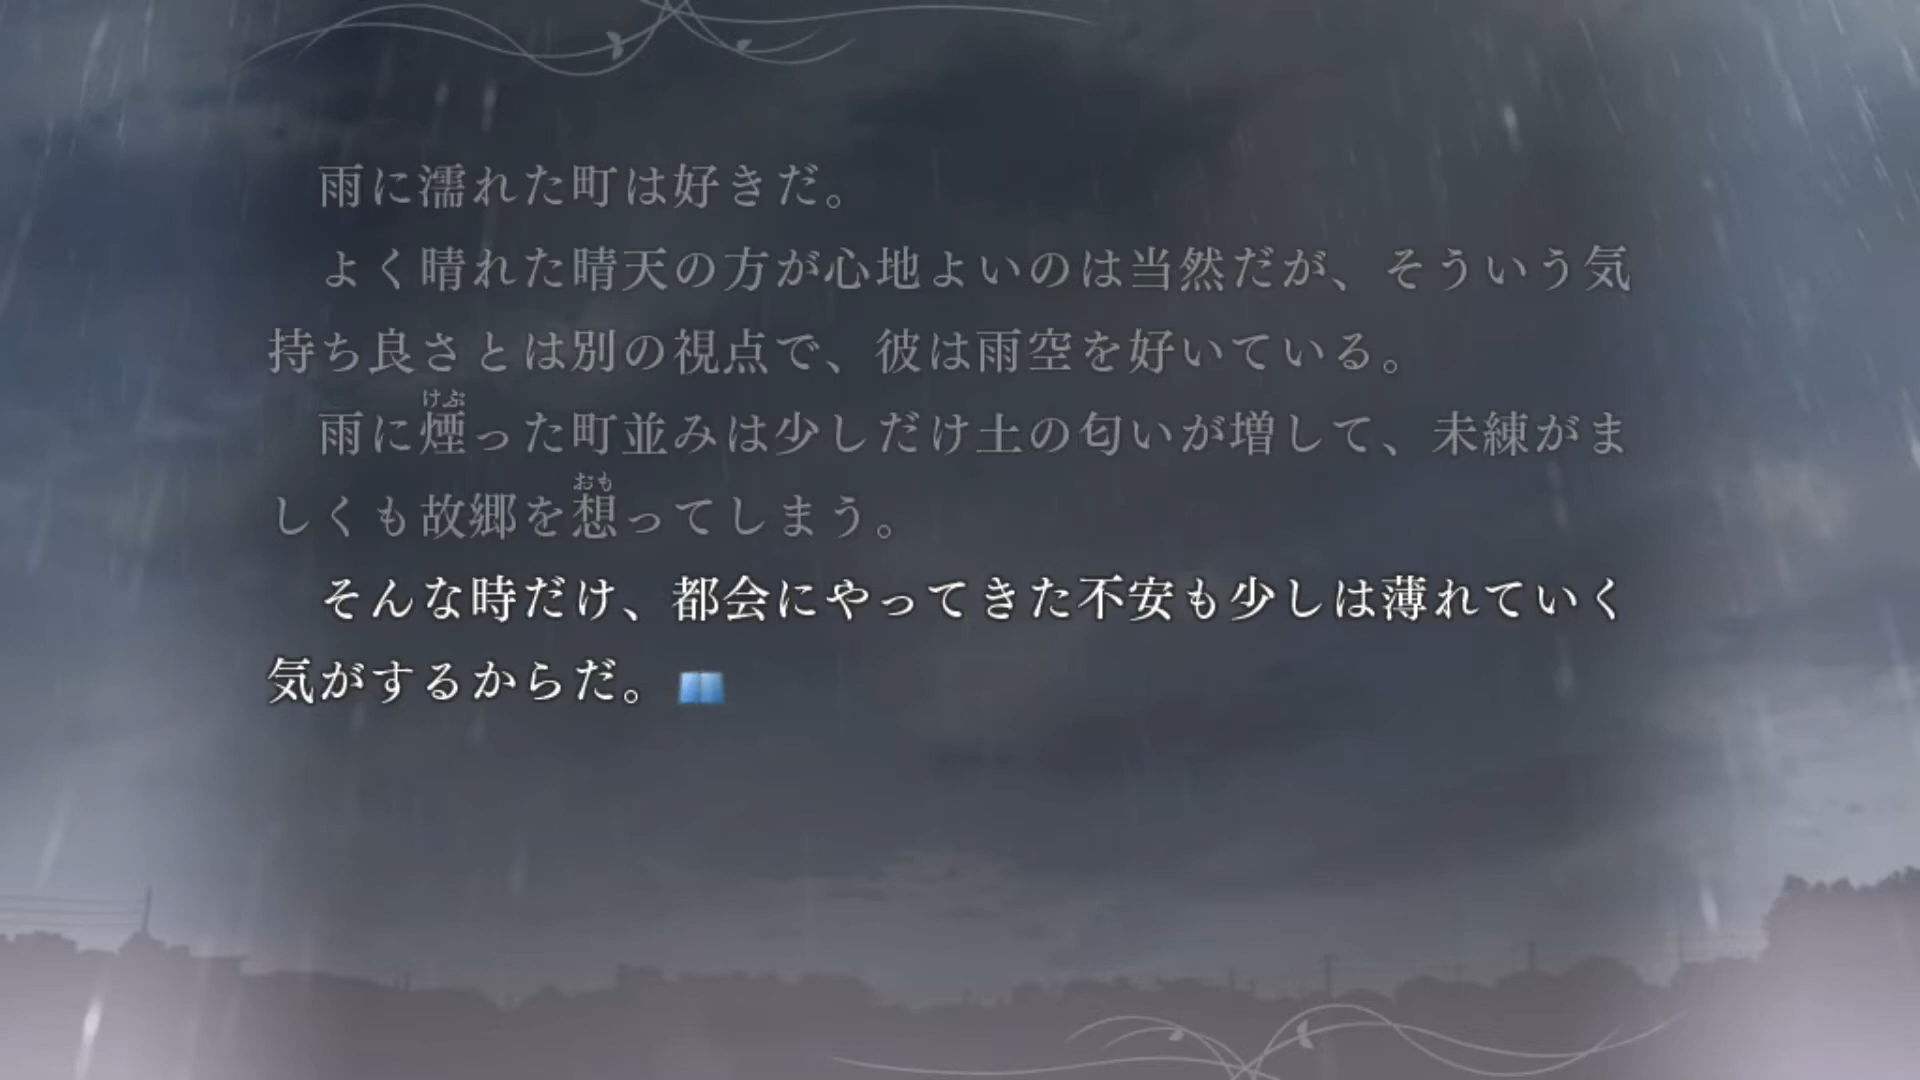 雨に濡れた町は好きだ。
よく晴れた晴天の方が心地よいのは当然だが、そういう気
持ち良さとは別の視点で、彼は雨空を好いている。
けぶ
雨に煙った町並みは少しだけ土の匂いが増して、未練がま
おも
しくも故郷を想ってしまう。
そんな時だけ、都会にやってきた不安も少しは薄れていく
気がするからだ。